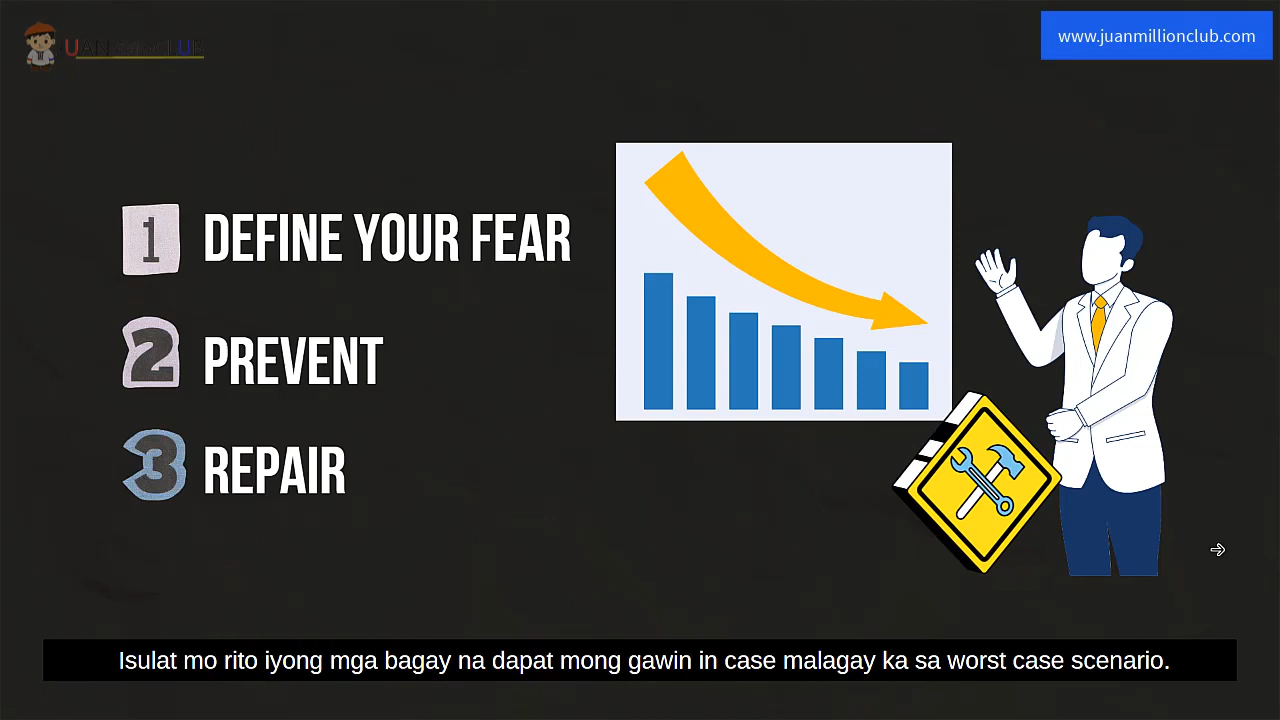 www.juanmillionclub.com
1 DEFINE YOUR FEAR
2 PREVENT
3 REPAIR
Isulat mo rito iyong mga bagay na dapat mong gawin in case malagay ka sa worst case scenario.